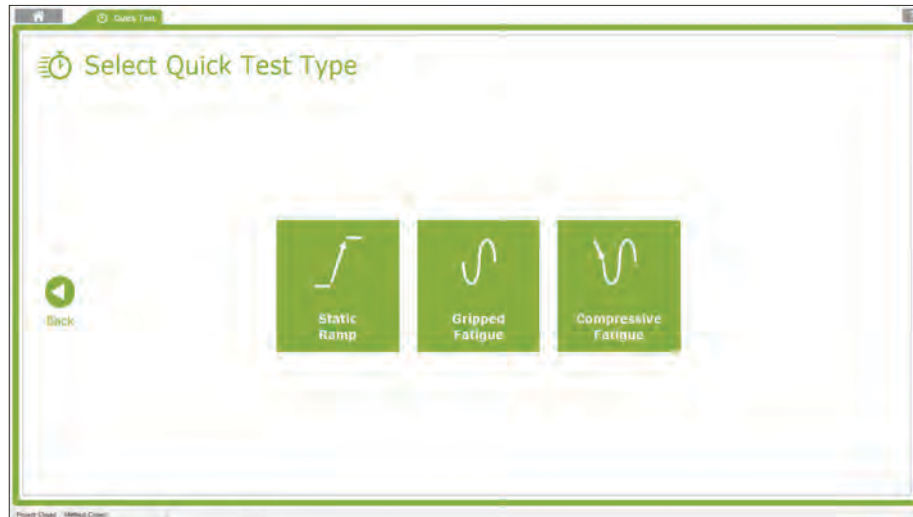 Quick Test
Select Quick Test Type
Static
Ramp
Gripped
Fatigue
Compressive
Fatigue
Back